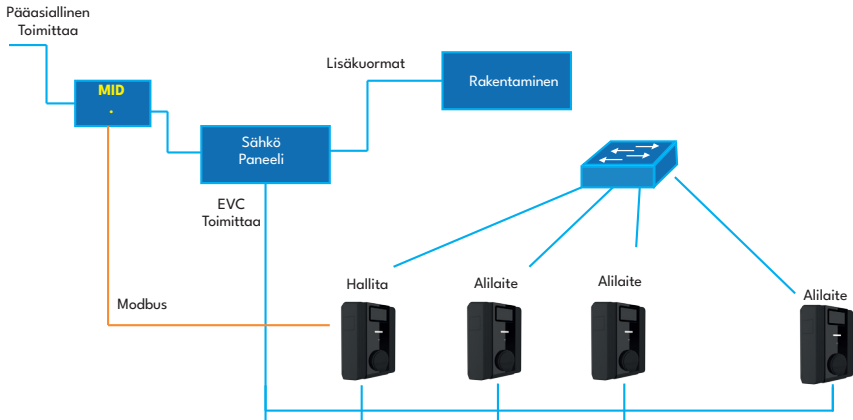 Pääasiallinen
Toimittaa
MID
.
Lisäkuormat
Rakentaminen
Sähkö
Paneeli
EVC
Toimittaa
Hallita
Alilaite
Alilaite
Alilaite
Modbus